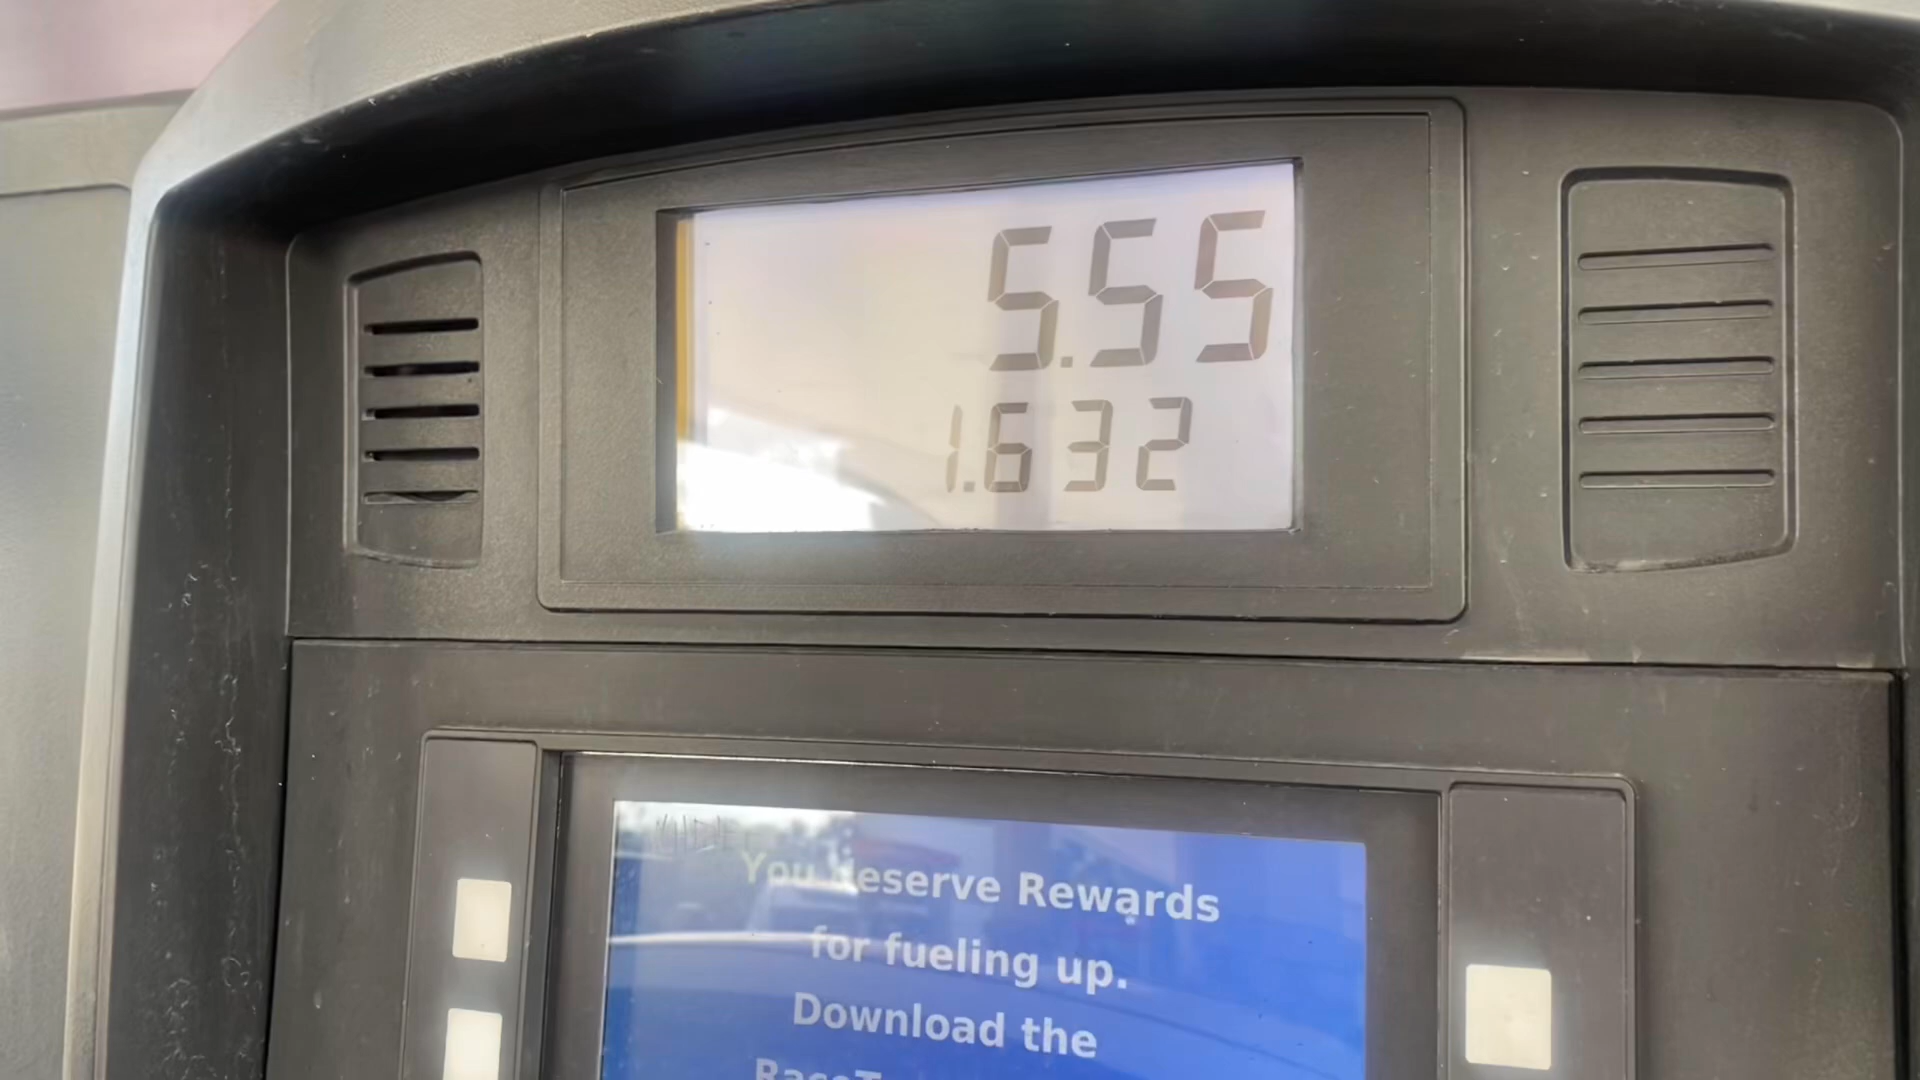 5.55
1.632
You Deserve Rewards
for fueling up.
Download the